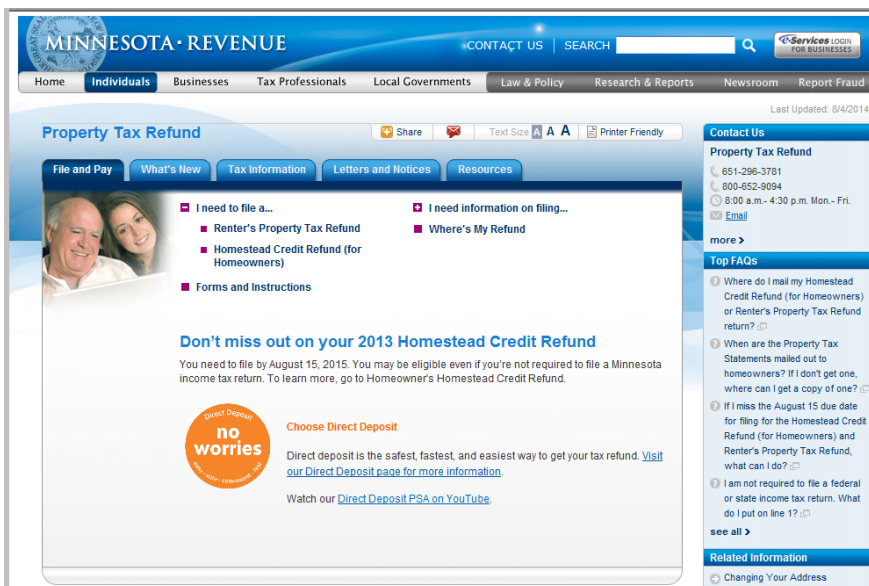 MINNESOTA · REVENUE
CONTACT US
SEARCH
e-Services LOGIN
FOR BUSINESSES
Home
Individuals
Businesses
Tax Professionals
Local Governments
Law & Policy
Research & Reports
Newsroom
Report Fraud
Last Updated: 8/4/2014
Property Tax Refund
Share
Text Size A A A
Printer Friendly
File and Pay
What's New
Tax Information
Letters and Notices
Resources
I need to file a...
Renter's Property Tax Refund
Homestead Credit Refund (for
Homeowners)
Forms and Instructions
I need information on filing...
Where's My Refund
Don't miss out on your 2013 Homestead Credit Refund
You need to file by August 15, 2015. You may be eligible even if you're not required to file a Minnesota
income tax return. To learn more, go to Homeowner's Homestead Credit Refund.
Direct Deposit
no
worries
Choose Direct Deposit
Direct deposit is the safest, fastest, and easiest way to get your tax refund. Visit
our Direct Deposit page for more information.
Watch our Direct Deposit PSA on YouTube.
Contact Us
Property Tax Refund
651-296-3781
800-652-9094
8:00 a.m.- 4:30 p.m. Mon.- Fri.
Email
more >
Top FAQs
Where do I mail my Homestead
Credit Refund (for Homeowners)
or Renter's Property Tax Refund
return?
When are the Property Tax
Statements mailed out to
homeowners? If I don't get one,
where can I get a copy of one?
If I miss the August 15 due date
for filing for the Homestead Credit
Refund (for Homeowners) and
Renter's Property Tax Refund,
what can I do?
I am not required to file a federal
or state income tax return. What
do I put on line 1?
see all >
Related Information
Changing Your Address